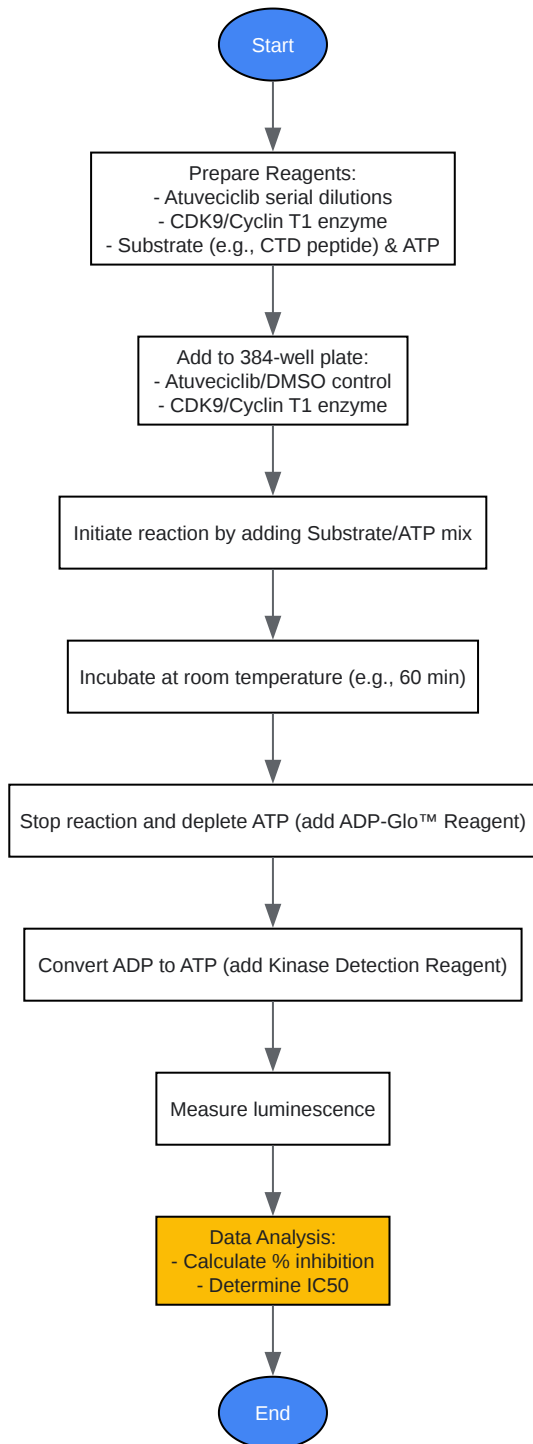 Start
Prepare Reagents:
- Atuveciclib serial dilutions
- CDK9/Cyclin T1 enzyme
- Substrate (e.g., CTD peptide) & ATP
Add to 384-well plate:
- Atuveciclib/DMSO control
- CDK9/Cyclin T1 enzyme
Initiate reaction by adding Substrate/ATP mix
Incubate at room temperature (e.g., 60 min)
Stop reaction and deplete ATP (add ADP-Glo™ Reagent)
Convert ADP to ATP (add Kinase Detection Reagent)
Measure luminescence
Data Analysis:
- Calculate % inhibition
- Determine IC50
End